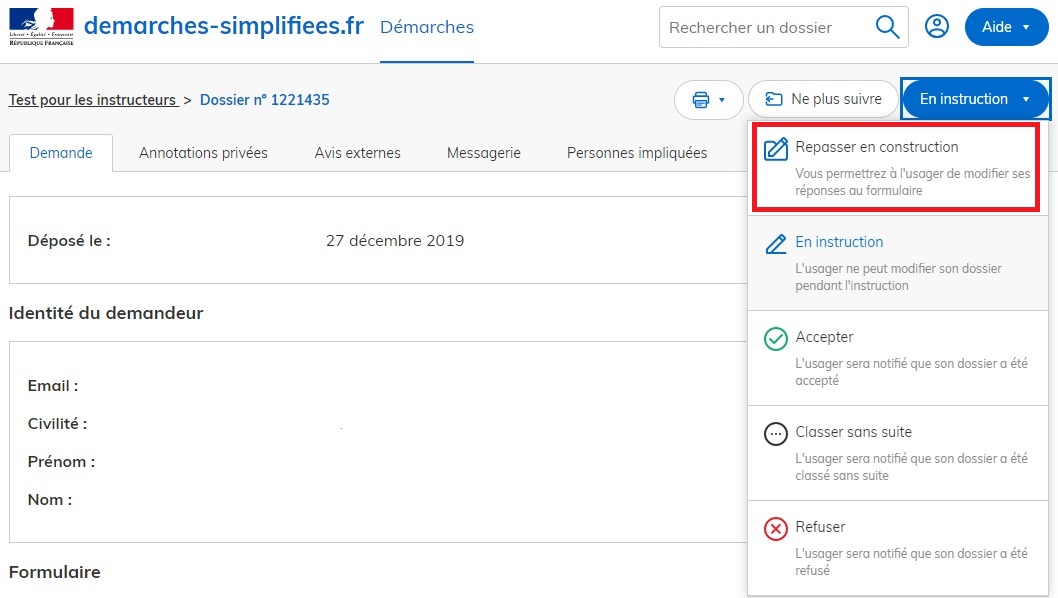 Liberté • Égalité • Fraternité
RÉPUBLIQUE FRANÇAISE
demarches-simplifiees.fr
Démarches
Rechercher un dossier
Aide
Test pour les instructeurs > Dossier n° 1221435
Ne plus suivre
En instruction
Demande
Annotations privées
Avis externes
Messagerie
Personnes impliquées
Repasser en construction
Vous permettrez à l'usager de modifier ses
réponses au formulaire
En instruction
L'usager ne peut modifier son dossier
pendant l'instruction
Accepter
L'usager sera notifié que son dossier a été
accepté
Classer sans suite
L'usager sera notifié que son dossier a été
classé sans suite
Refuser
L'usager sera notifié que son dossier a été
refusé
Déposé le : 27 décembre 2019
Identité du demandeur
Email :
Civilité :
Prénom :
Nom :
Formulaire